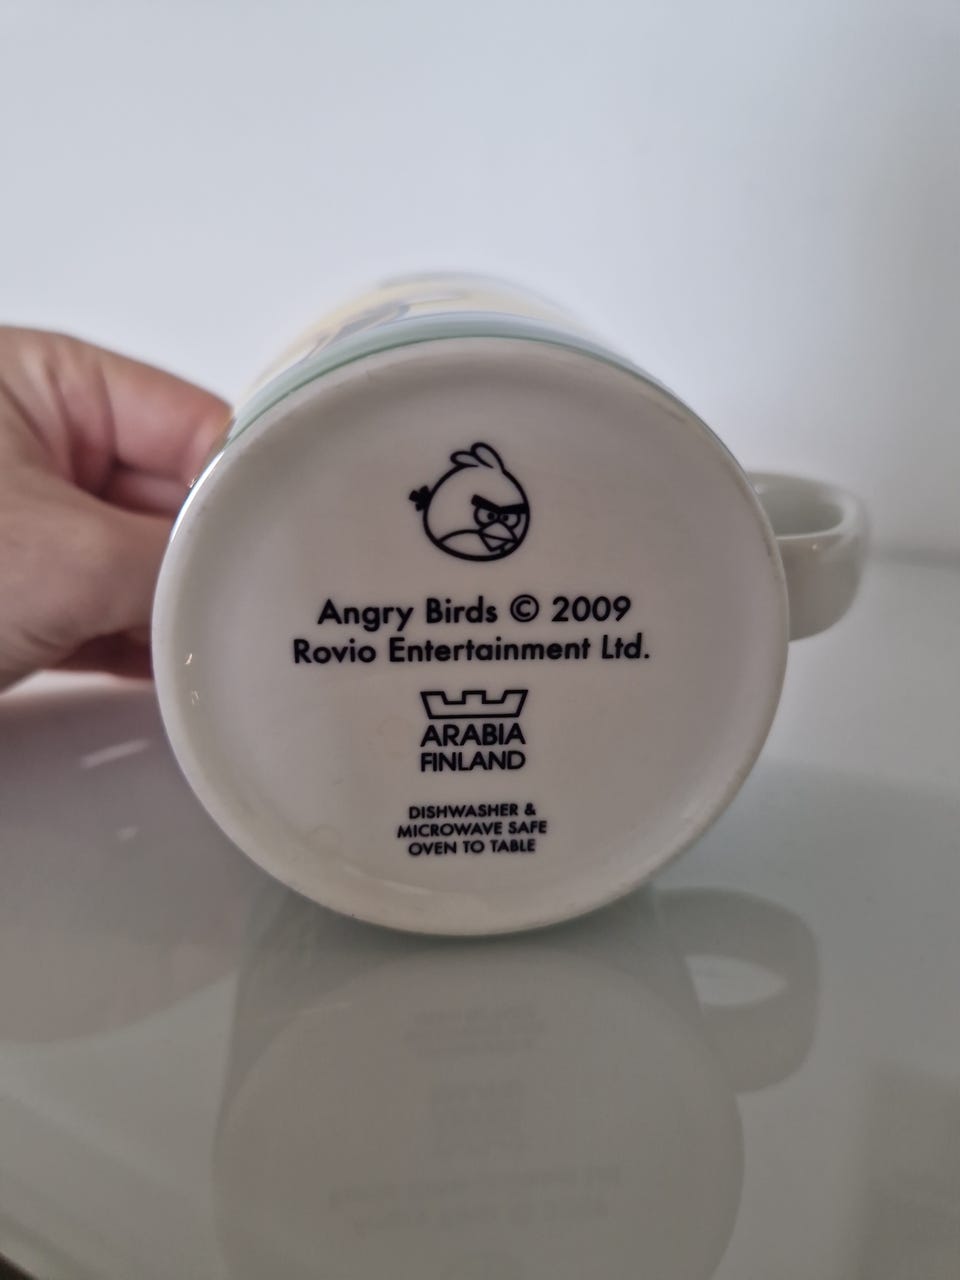 Angry Birds © 2009
Rovio Entertainment Ltd.
ARABIA
FINLAND
DISHWASHER &
MICROWAVE SAFE
OVEN TO TABLE